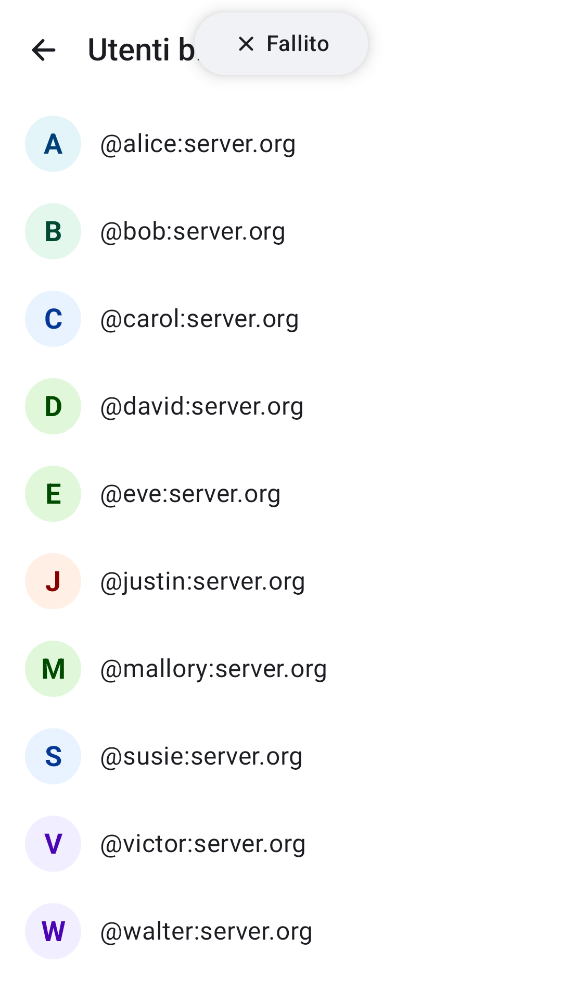 Utenti b
Fallito
A @alice:server.org
B @bob:server.org
C @carol:server.org
D @david:server.org
E @eve:server.org
J @justin:server.org
M @mallory:server.org
S @susie:server.org
V @victor:server.org
W @walter:server.org